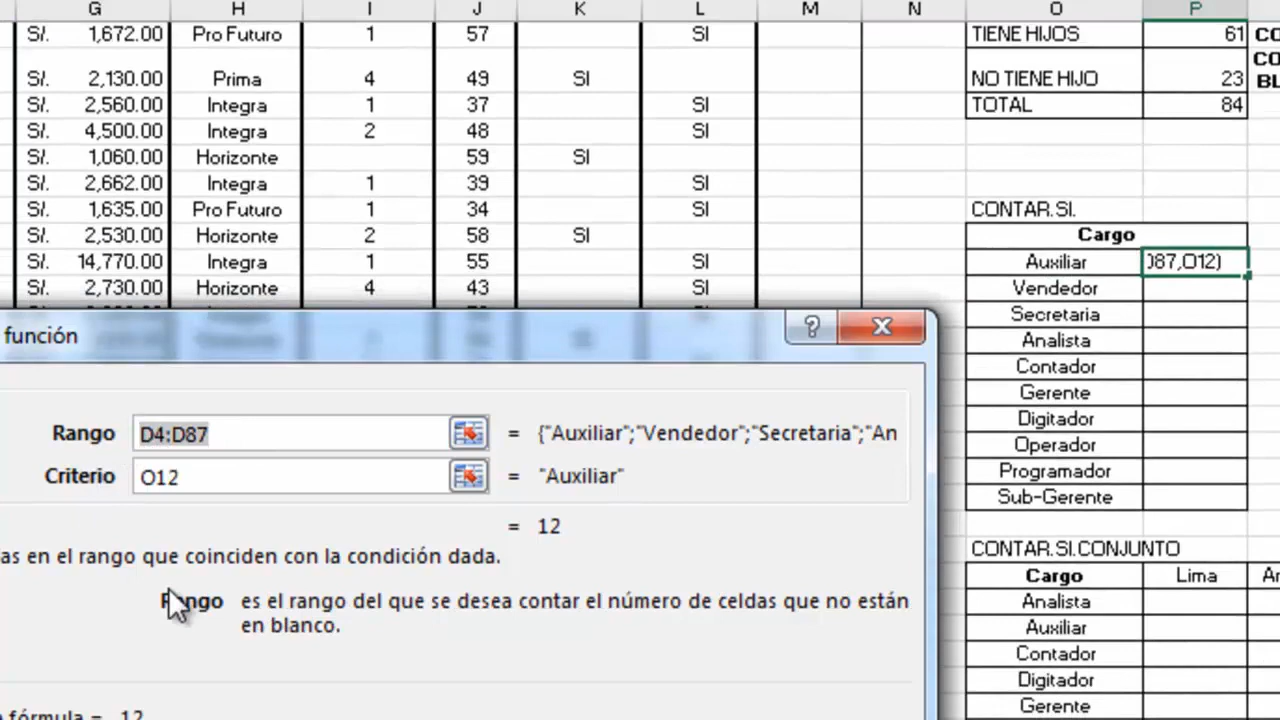 G H I J K L M N O P
S/. 1,672.00 Pro Futuro 1 57 SI TIENE HIJOS 61 CO
CO
S/. 2,130.00 Prima 4 49 SI NO TIENE HIJO 23 BL
S/. 2,560.00 Integra 1 37 SI TOTAL 84
S/. 4,500.00 Integra 2 48 SI
S/. 1,060.00 Horizonte 59 SI
S/. 2,662.00 Integra 1 39 SI
S/. 1,635.00 Pro Futuro 1 34 SI CONTAR.SI.
S/. 2,530.00 Horizonte 2 58 SI Cargo
S/. 14,770.00 Integra 1 55 SI Auxiliar )87,O12)
S/. 2,730.00 Horizonte 4 43 SI Vendedor
Secretaria
función ? X Analista
Contador
Gerente
Digitador
Rango D4:D87 = {"Auxiliar";"Vendedor";"Secretaria";"An Operador
Criterio O12 = "Auxiliar" Programador
Sub-Gerente
= 12
as en el rango que coinciden con la condición dada. CONTAR.SI.CONJUNTO
Cargo Lima Ar
Rango es el rango del que se desea contar el número de celdas que no están Analista
en blanco. Auxiliar
Contador
Digitador
fórmula = 12 Gerente